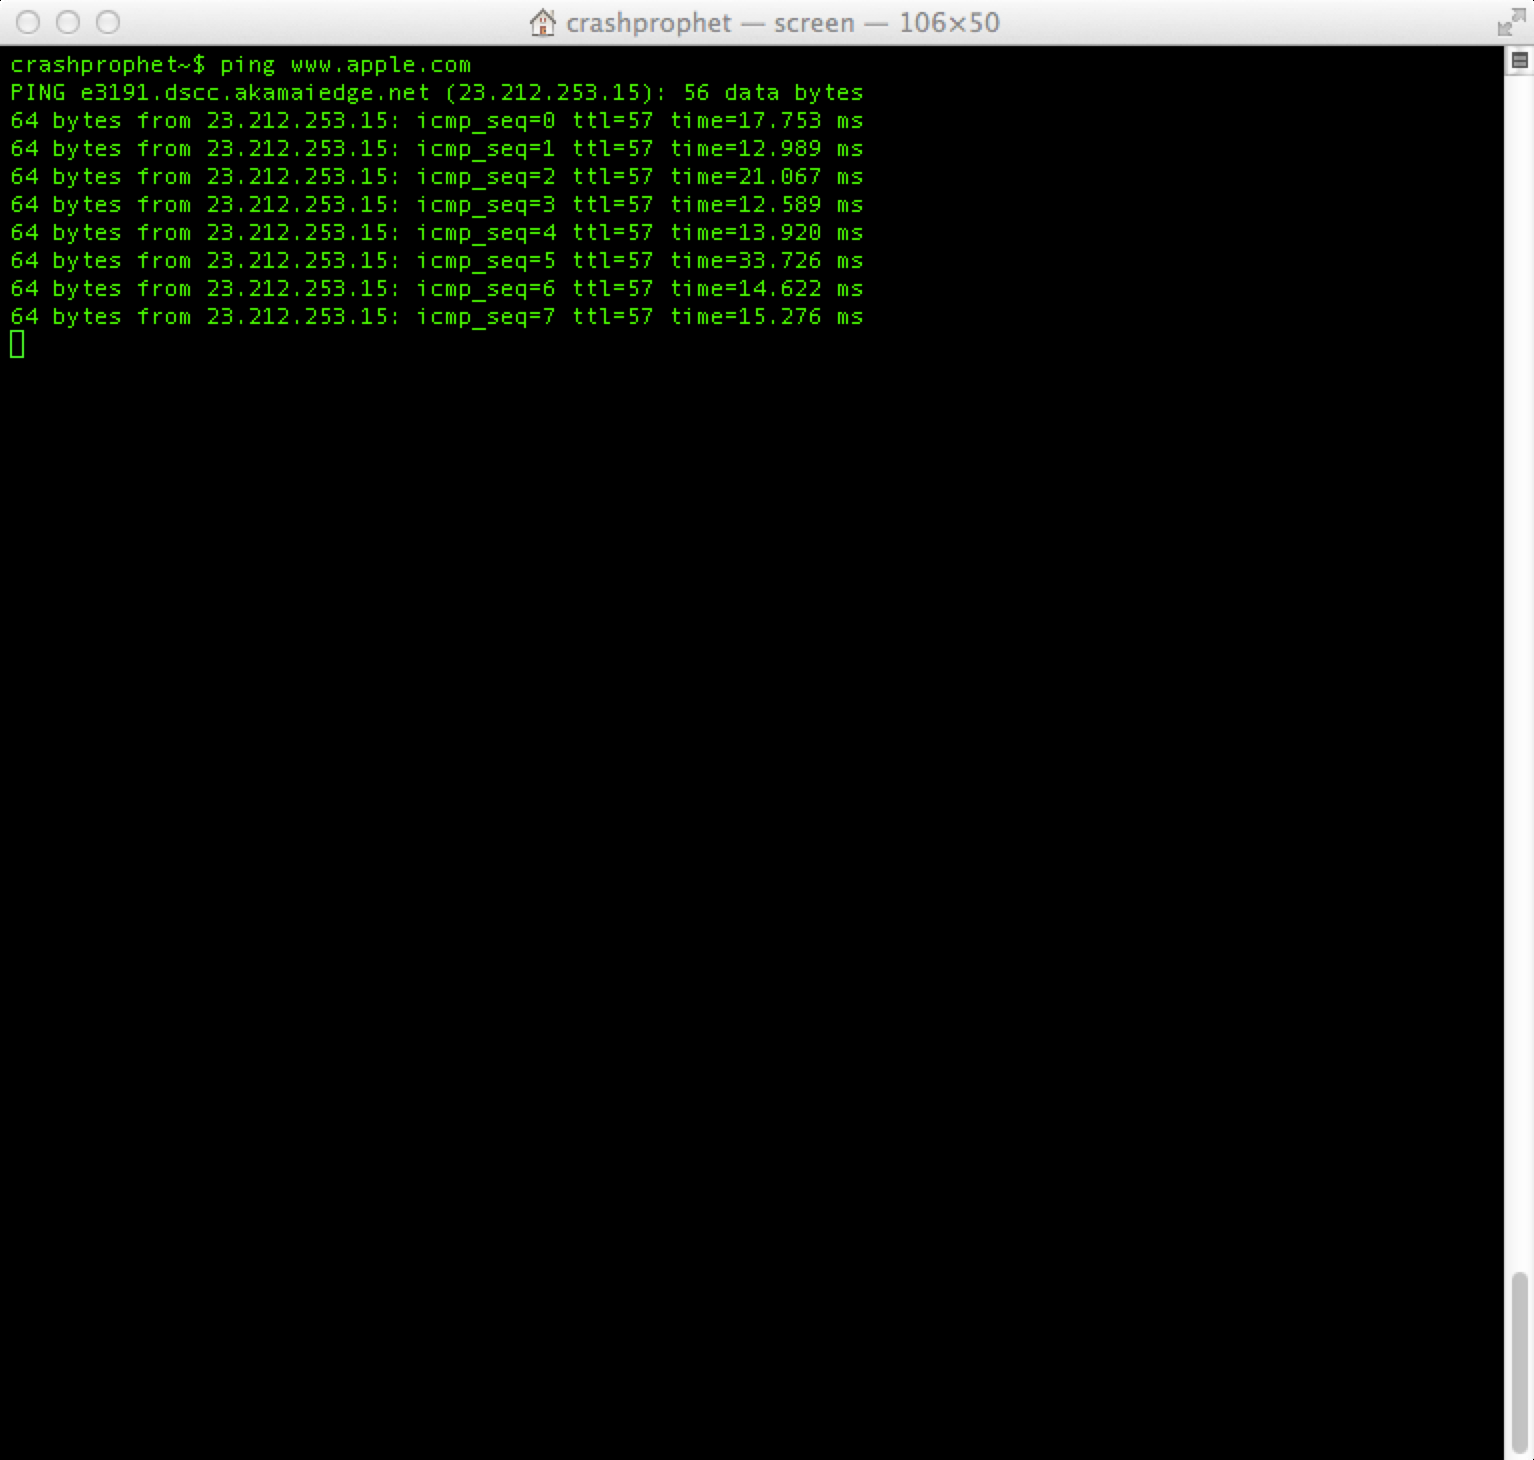 crashprophet — screen — 106×50
crashprophet~$ ping www.apple.com
PING e3191.dscc.akamaiedge.net (23.212.253.15): 56 data bytes
64 bytes from 23.212.253.15: icmp_seq=0 ttl=57 time=17.753 ms
64 bytes from 23.212.253.15: icmp_seq=1 ttl=57 time=12.989 ms
64 bytes from 23.212.253.15: icmp_seq=2 ttl=57 time=21.067 ms
64 bytes from 23.212.253.15: icmp_seq=3 ttl=57 time=12.589 ms
64 bytes from 23.212.253.15: icmp_seq=4 ttl=57 time=13.920 ms
64 bytes from 23.212.253.15: icmp_seq=5 ttl=57 time=33.726 ms
64 bytes from 23.212.253.15: icmp_seq=6 ttl=57 time=14.622 ms
64 bytes from 23.212.253.15: icmp_seq=7 ttl=57 time=15.276 ms